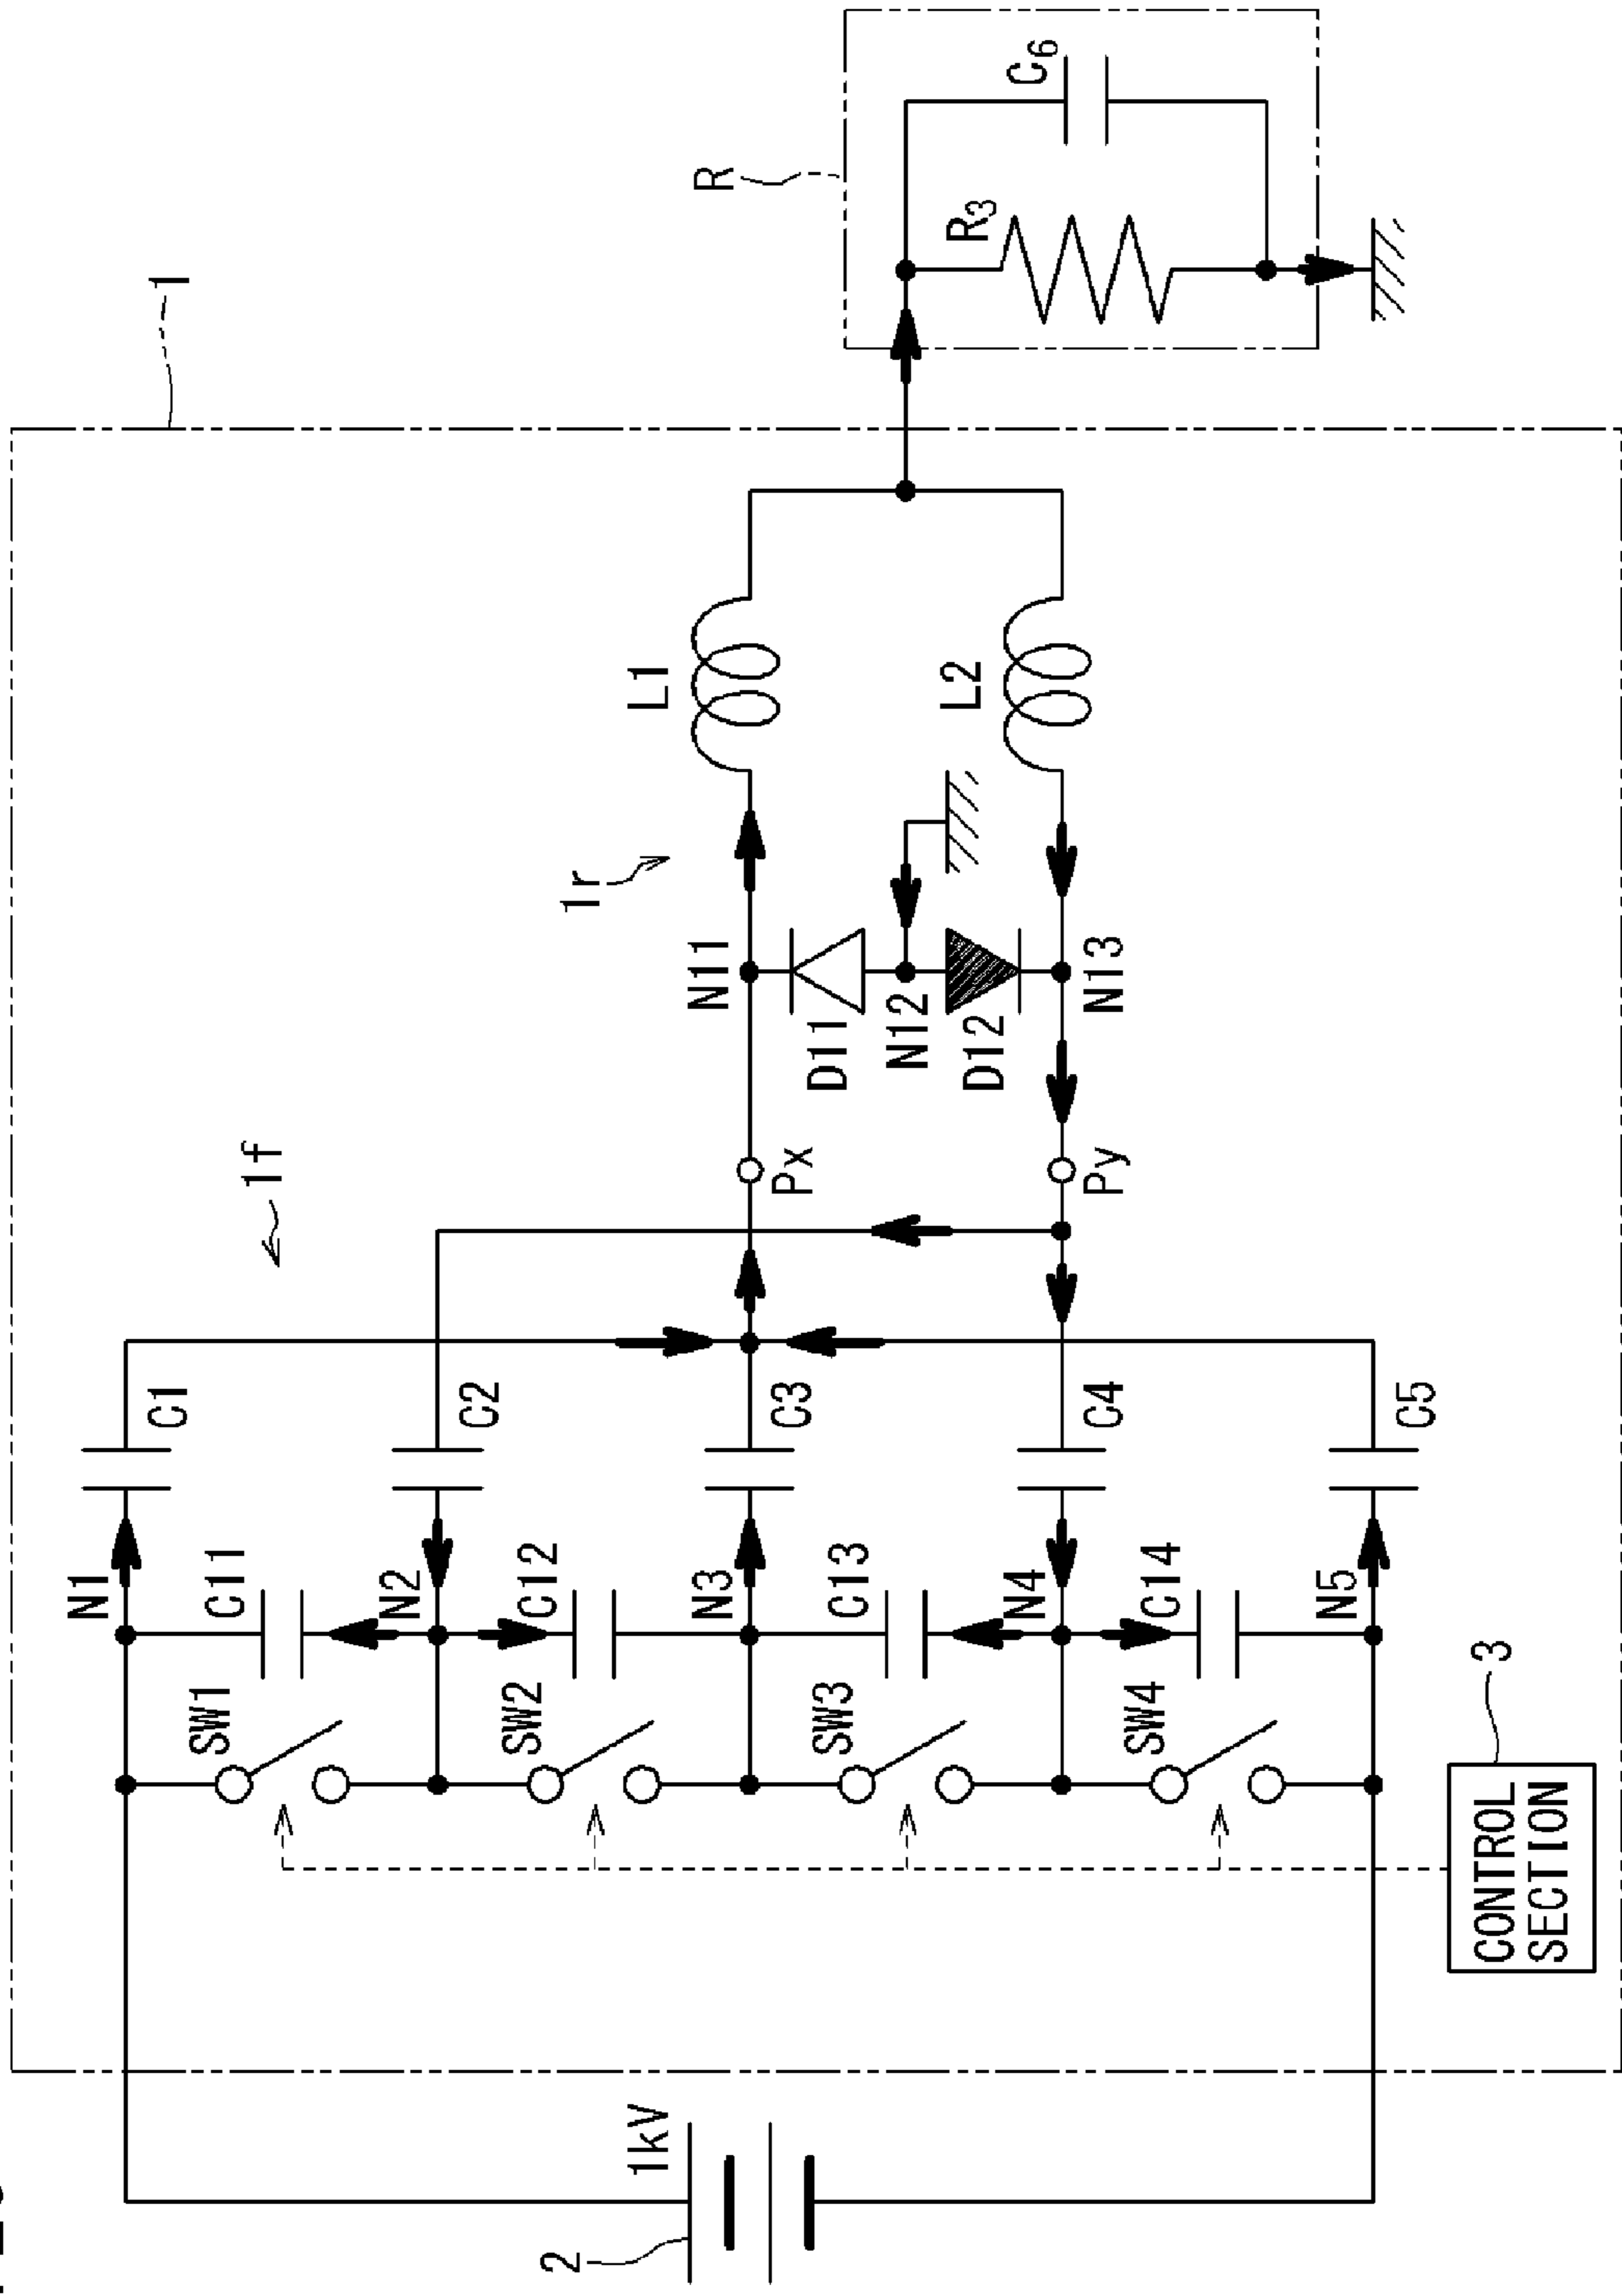 1
1f
1r
R
N1
C1
C11
SW1
N2
C2
C12
SW2
N3
C3
C13
SW3
N4
C4
C14
SW4
N5
C5
Px
Py
N11
D11
N12
D12
N13
L1
L2
R3
C6
2
1kV
3
CONTROL
SECTION